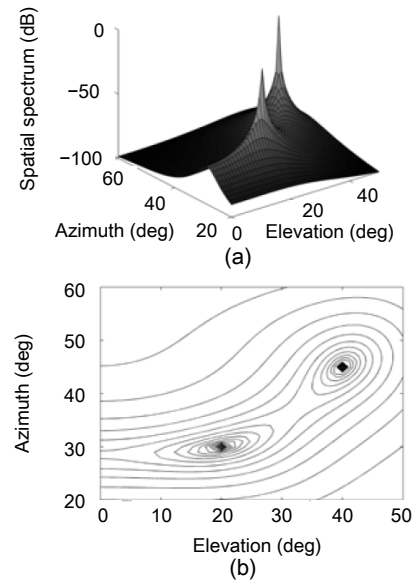 0
−50
−100
Spatial spectrum (dB)
60
40
20
Azimuth (deg)
0
20
40
Elevation (deg)
(a)
60
50
40
30
20
Azimuth (deg)
0 10 20 30 40 50
Elevation (deg)
(b)